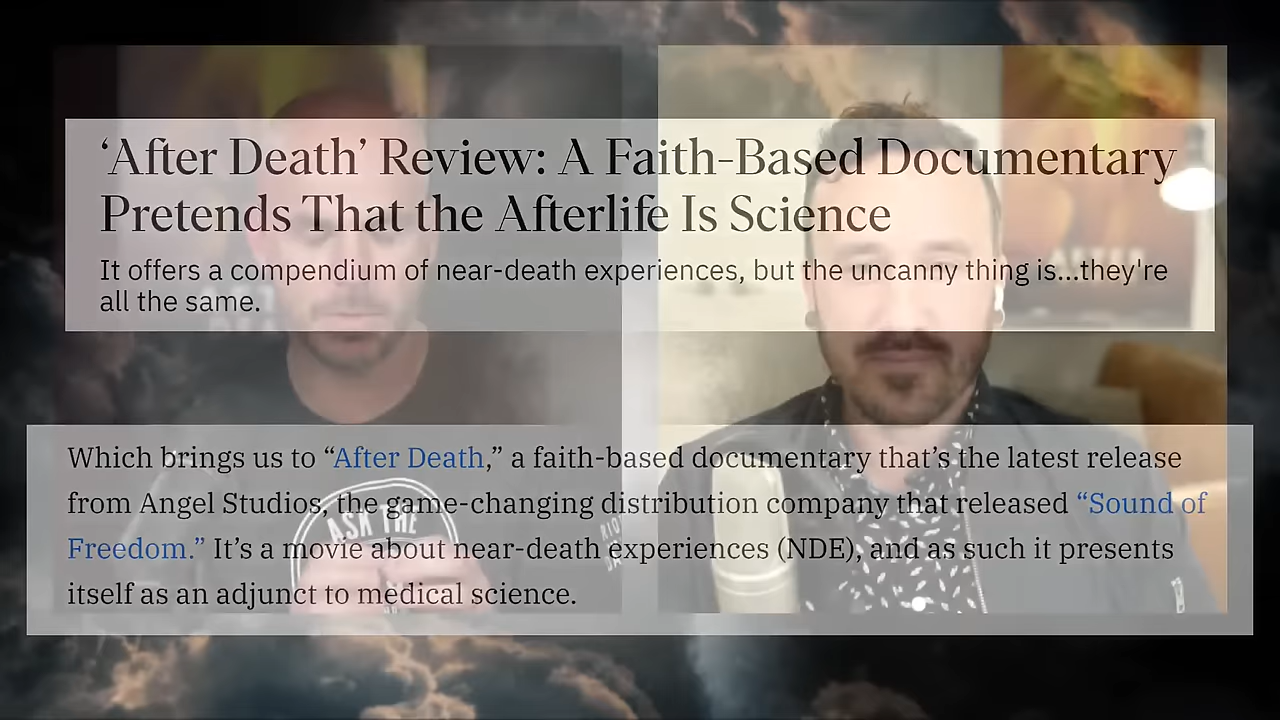 ‘After Death’ Review: A Faith-Based Documentary
Pretends That the Afterlife Is Science
It offers a compendium of near-death experiences, but the uncanny thing is...they're
all the same.
Which brings us to “After Death,” a faith-based documentary that’s the latest release
from Angel Studios, the game-changing distribution company that released “Sound of
Freedom.” It’s a movie about near-death experiences (NDE), and as such it presents
itself as an adjunct to medical science.
ASK THE
AFTER